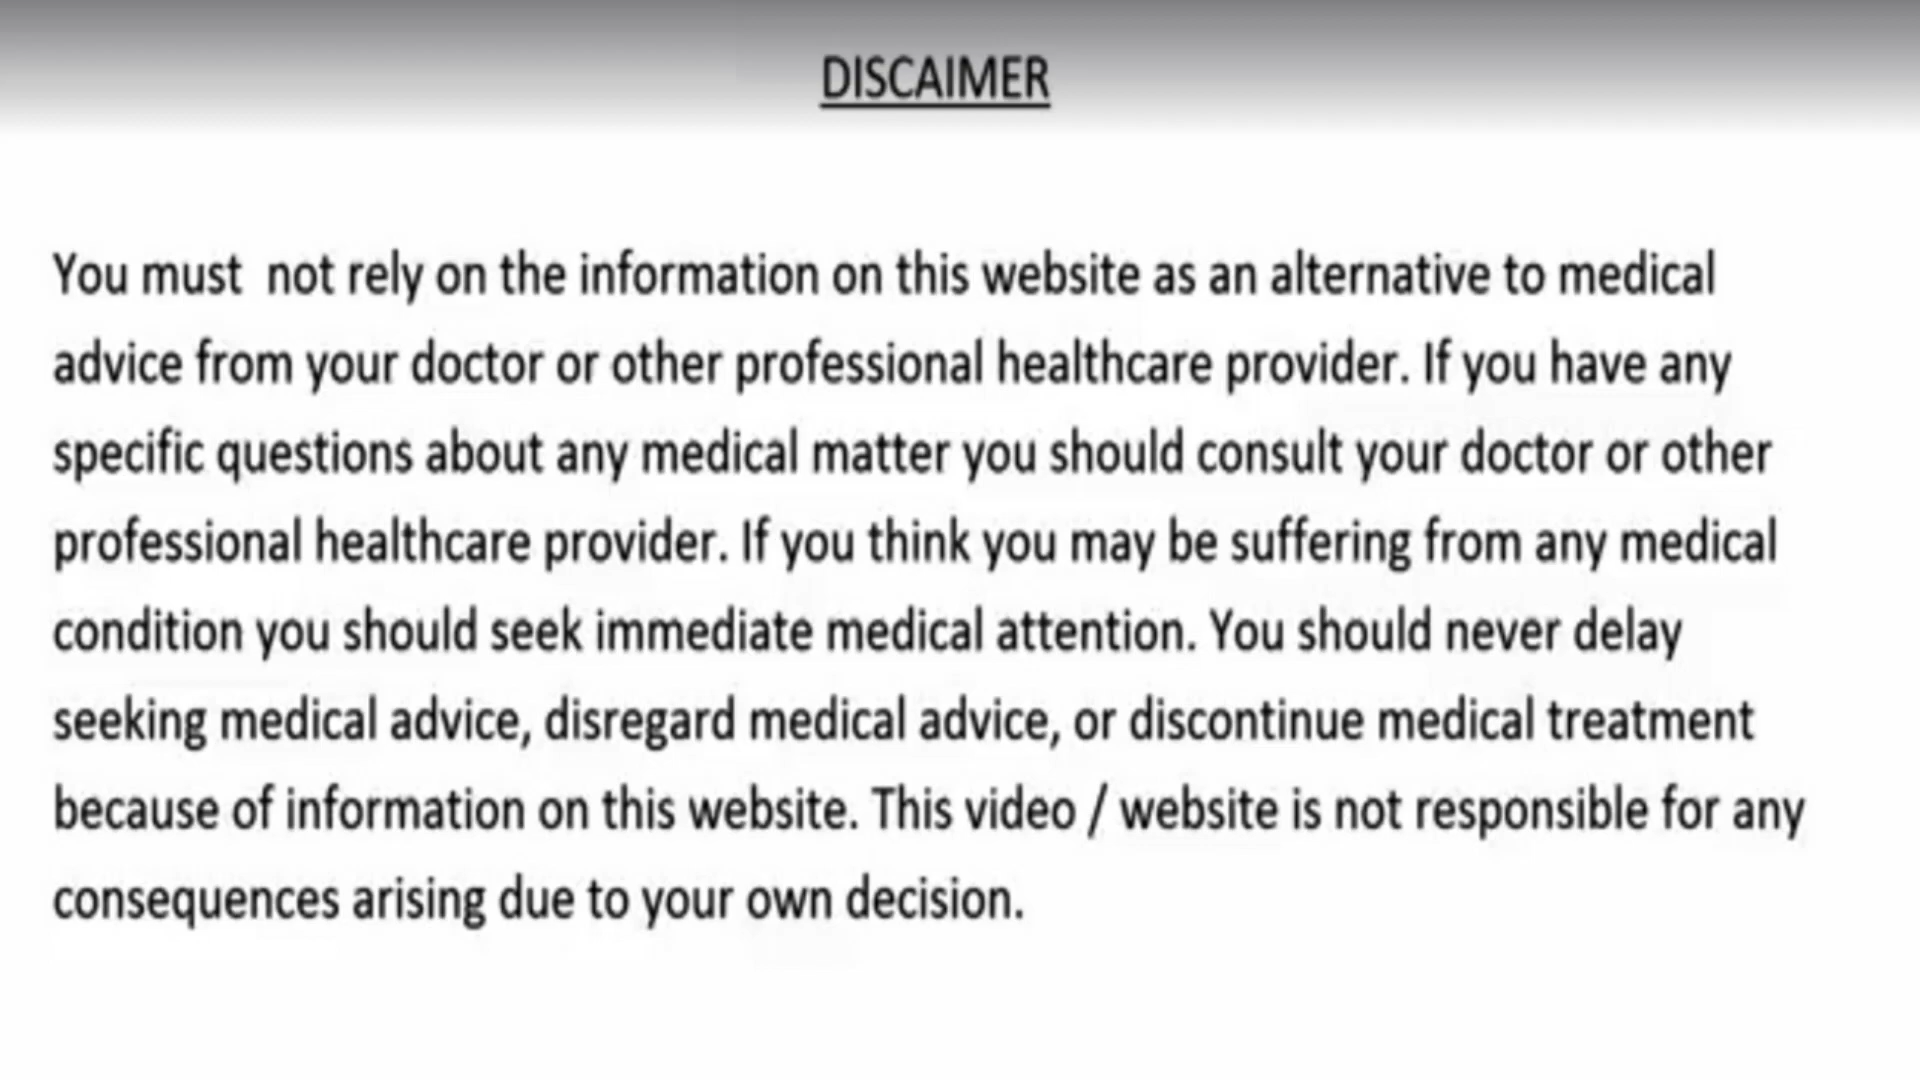 DISCAIMER
You must  not rely on the information on this website as an alternative to medical
advice from your doctor or other professional healthcare provider. If you have any
specific questions about any medical matter you should consult your doctor or other
professional healthcare provider. If you think you may be suffering from any medical
condition you should seek immediate medical attention. You should never delay
seeking medical advice, disregard medical advice, or discontinue medical treatment
because of information on this website. This video / website is not responsible for any
consequences arising due to your own decision.